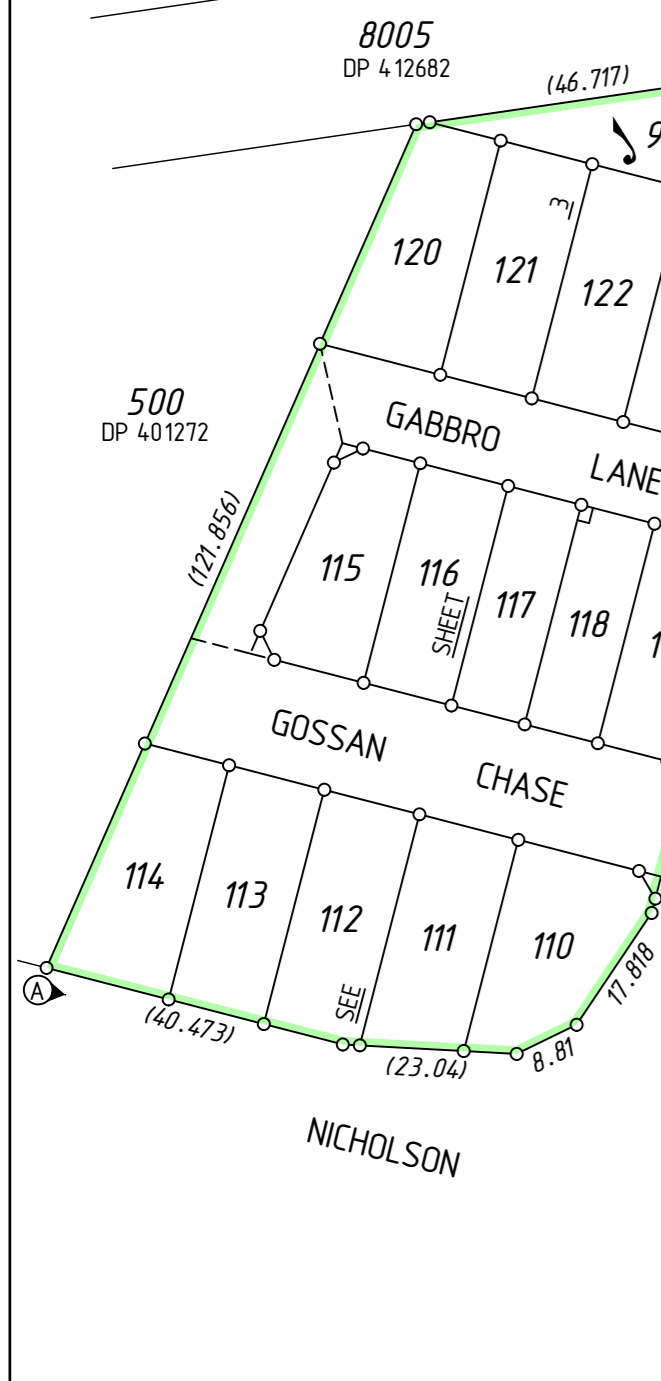 8005
DP 412682
(46.717)
9
3
120
121
122
500
DP 401272
GABBRO LANE
(121.856)
115
116
117
118
1
SHEET
GOSSAN CHASE
114
113
112
111
110
17.818
A
SEE
(40.473)
(23.04)
8.81
NICHOLSON